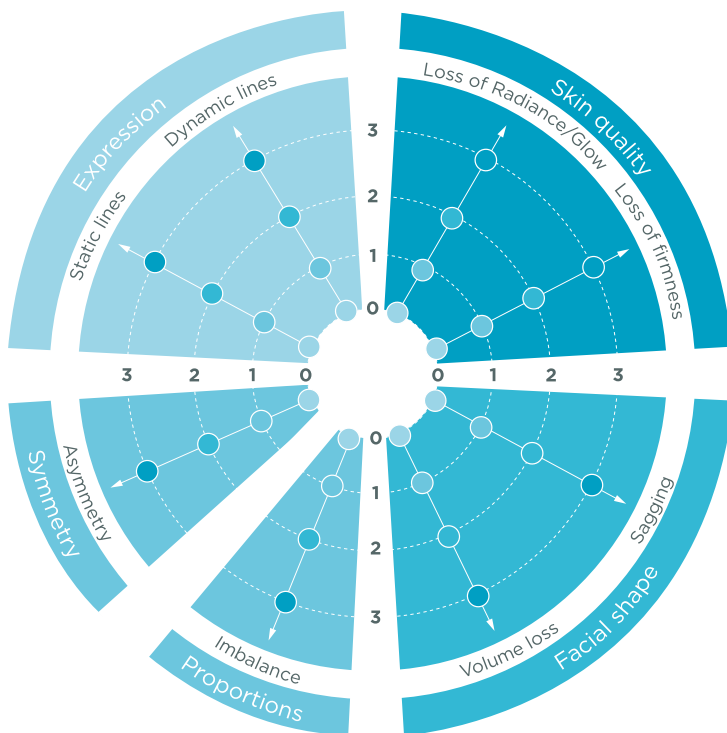 Expression
Dynamic lines
Static lines
Skin quality
Loss of Radiance/Glow
Loss of firmness
3
2
1
0
3
2
1
0
0
1
2
3
Symmetry
Asymmetry
0
1
2
3
Sagging
Facial shape
Volume loss
Imbalance
Proportions